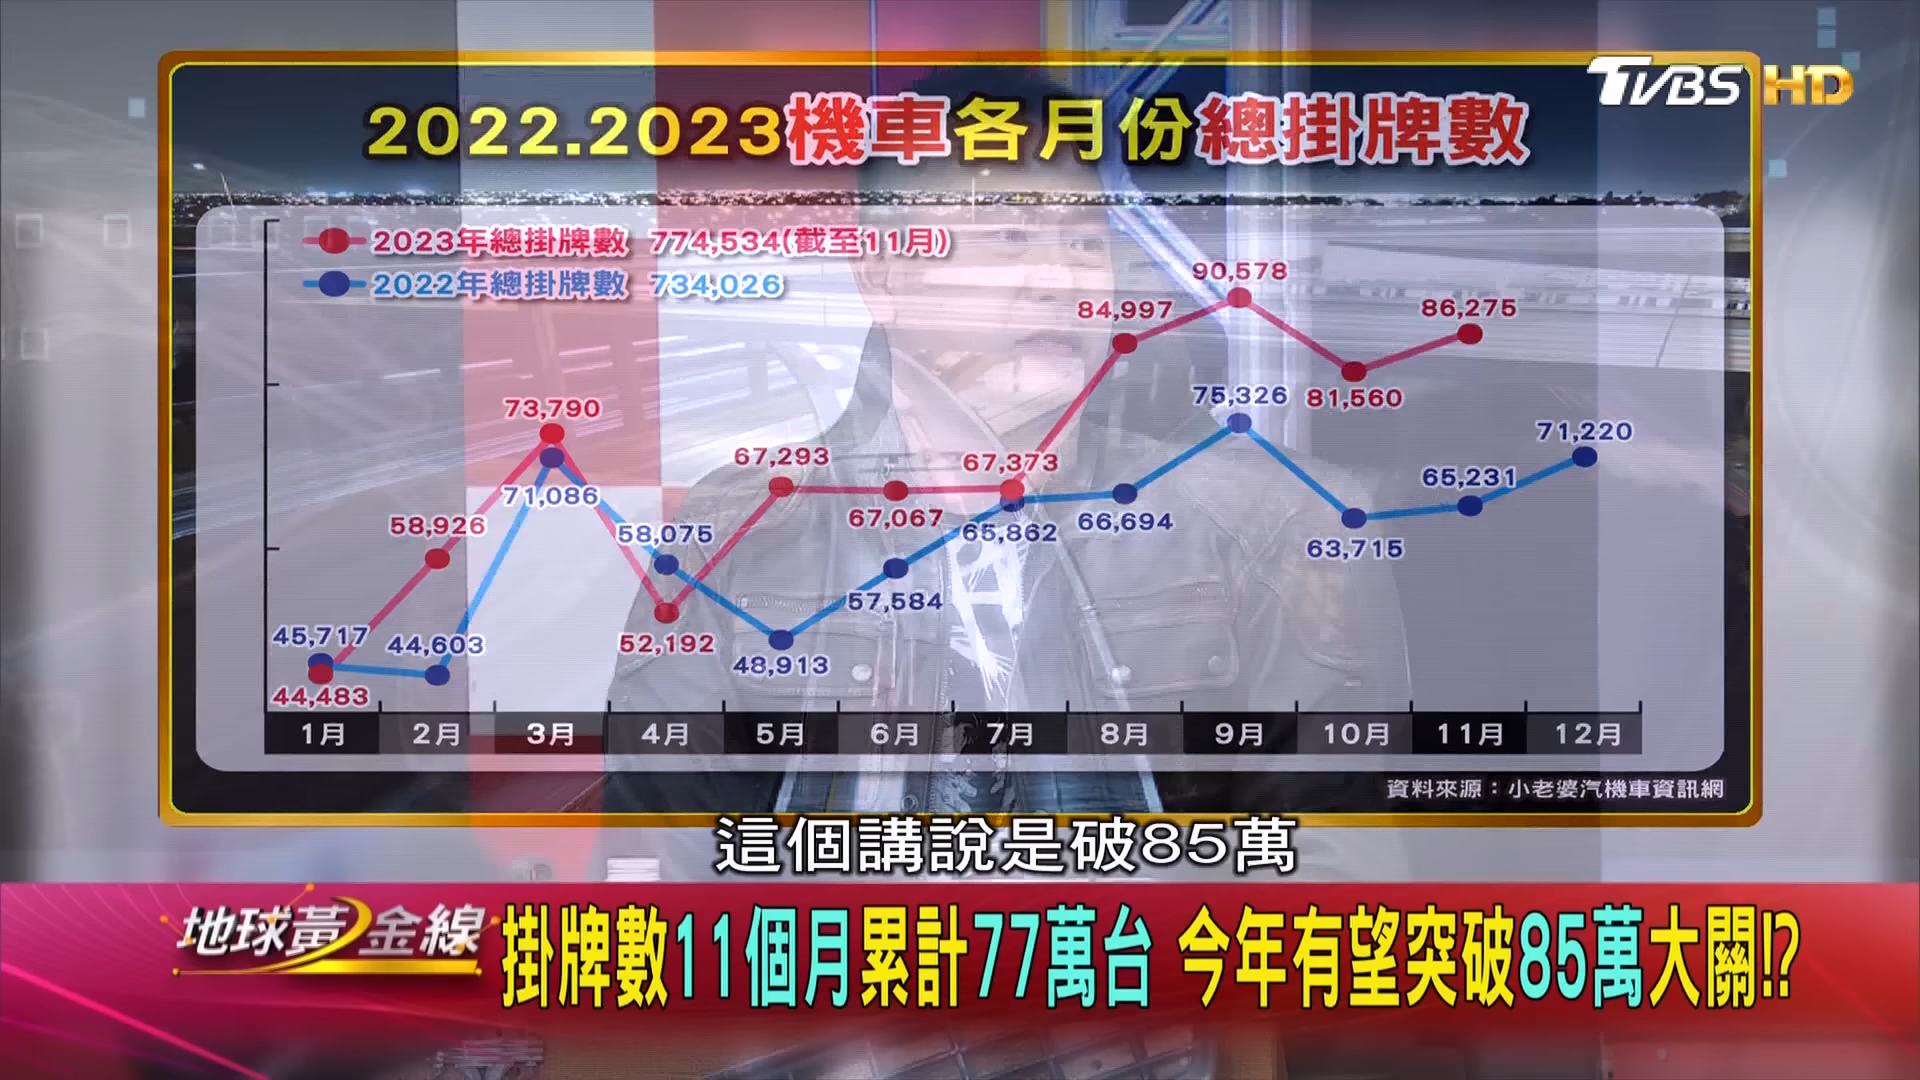 TVBS HD
2022.2023機車各月份總掛牌數
2023年總掛牌數 774,534(截至11月)
2022年總掛牌數 734,026
90,578
84,997
86,275
75,326
81,560
73,790
71,220
67,293
67,373
65,231
71,086
58,926
67,067
58,075
65,862
66,694
63,715
57,584
45,717
44,603
52,192
48,913
44,483
1月 2月 3月 4月 5月 6月 7月 8月 9月 10月 11月 12月
資料來源：小老婆汽機車資訊網
這個講說是破85萬
地球黃金線
掛牌數11個月累計77萬台 今年有望突破85萬大關!?